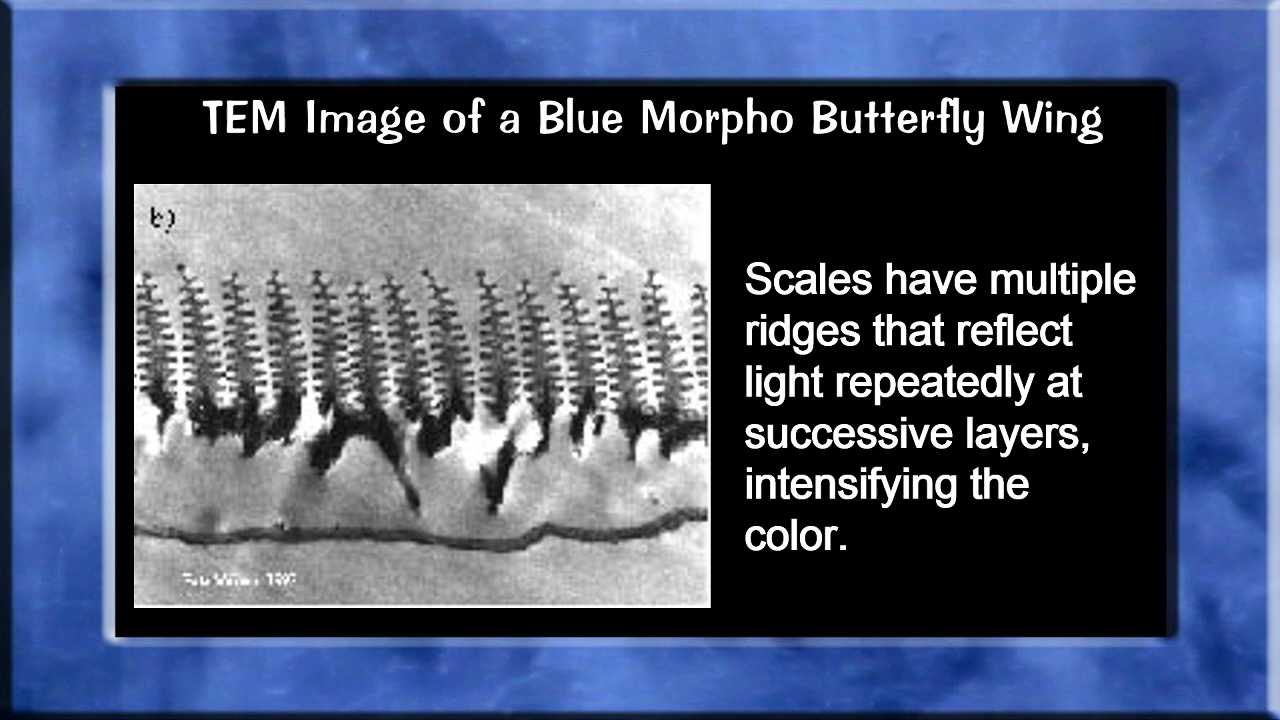 TEM Image of a Blue Morpho Butterfly Wing
b)
Scales have multiple
ridges that reflect
light repeatedly at
successive layers,
intensifying the
color.